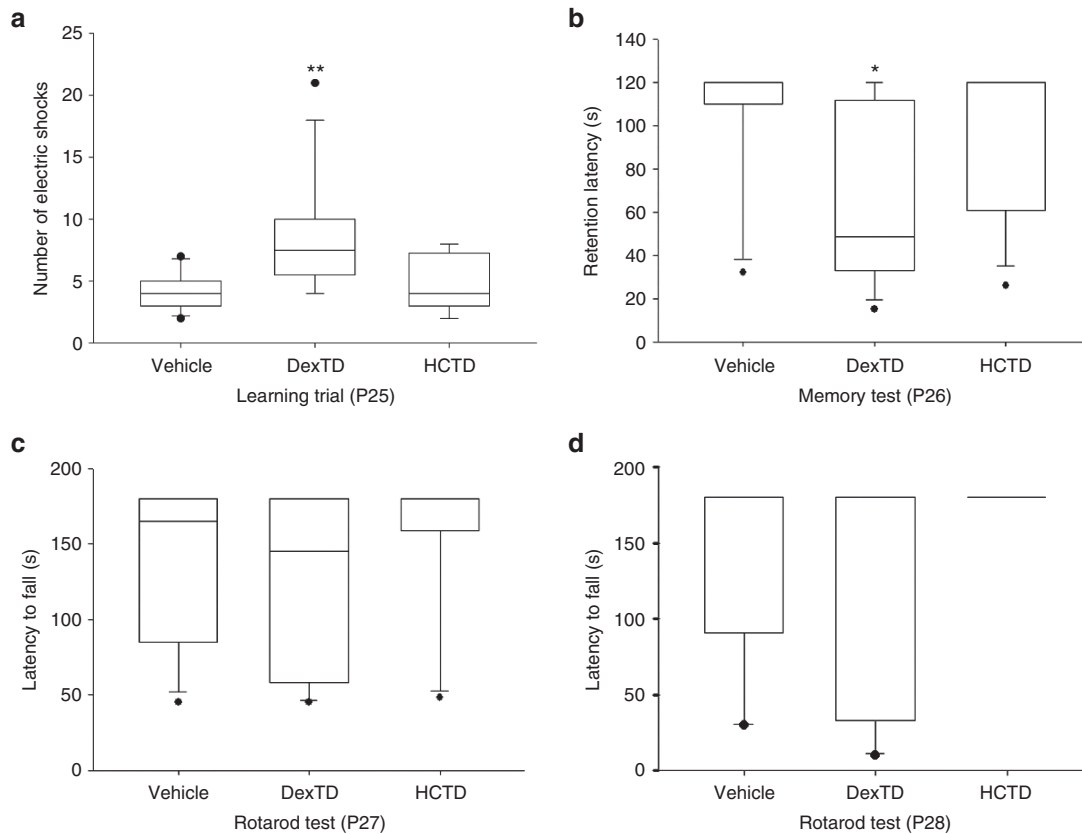 a
25
20
15
10
5
0
Number of electric shocks
**
Vehicle DexTD HCTD
Learning trial (P25)
b
140
120
100
80
60
40
20
0
Retention latency (s)
*
Vehicle DexTD HCTD
Memory test (P26)
c
200
150
100
50
0
Latency to fall (s)
Vehicle DexTD HCTD
Rotarod test (P27)
d
200
150
100
50
0
Latency to fall (s)
Vehicle DexTD HCTD
Rotarod test (P28)